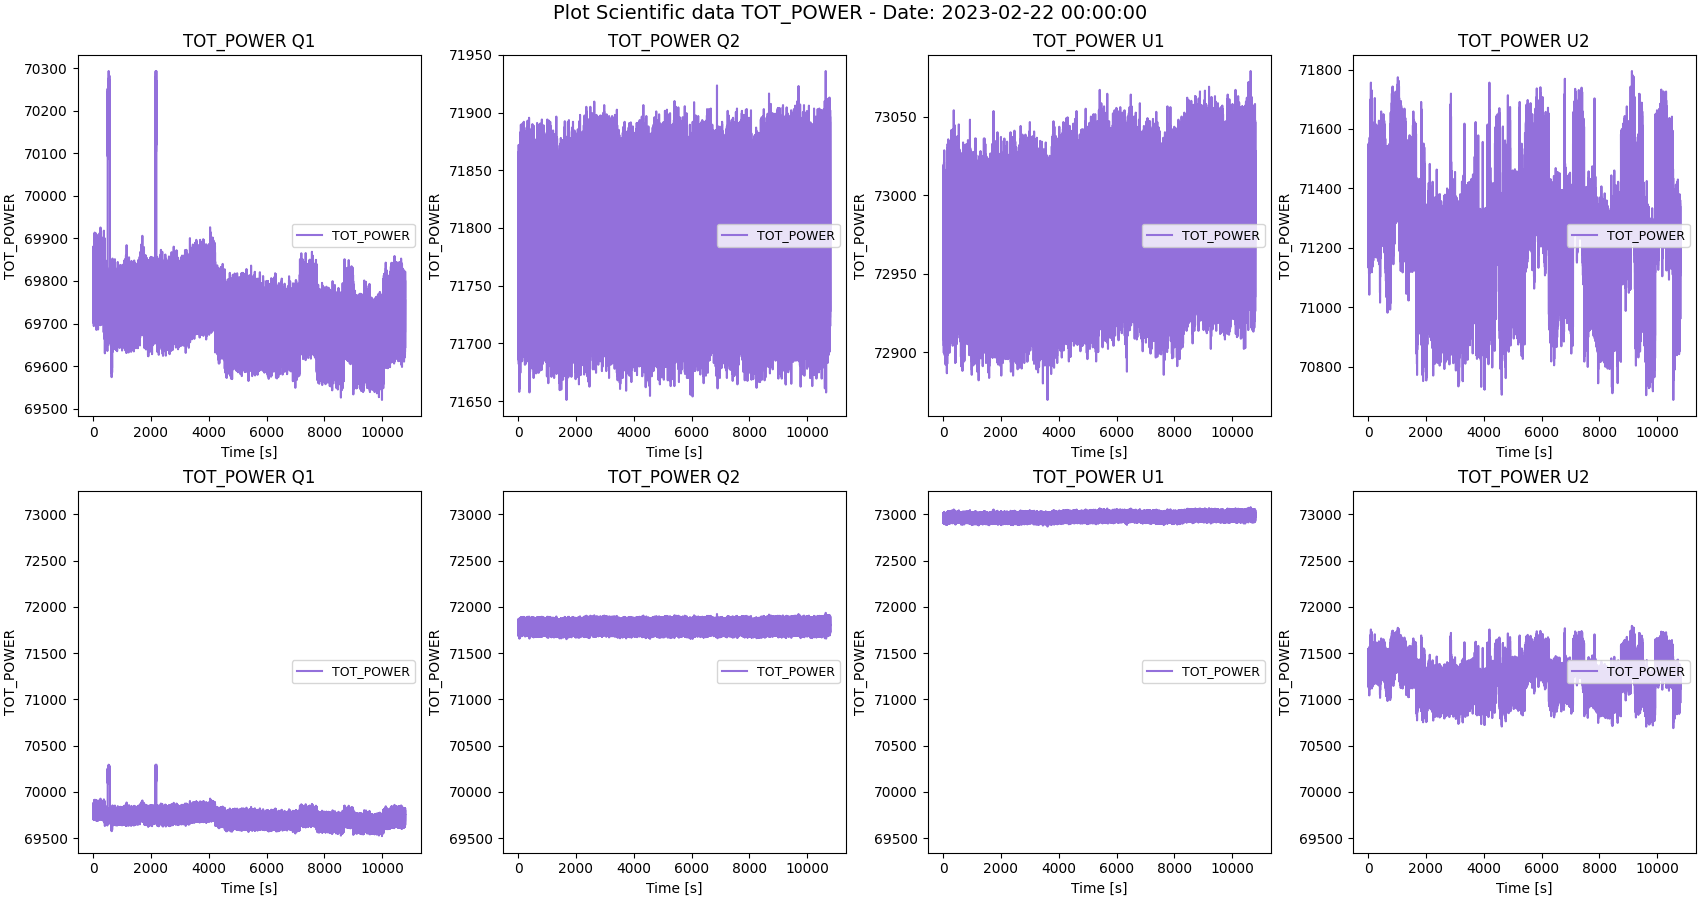 Plot Scientific data TOT_POWER - Date: 2023-02-22 00:00:00
TOT_POWER Q1
TOT_POWER
70300
70200
70100
70000
69900
69800
69700
69600
69500
TOT_POWER
0 2000 4000 6000 8000 10000
Time [s]
TOT_POWER Q2
TOT_POWER
71950
71900
71850
71800
71750
71700
71650
TOT_POWER
0 2000 4000 6000 8000 10000
Time [s]
TOT_POWER U1
TOT_POWER
73050
73000
72950
72900
TOT_POWER
0 2000 4000 6000 8000 10000
Time [s]
TOT_POWER U2
TOT_POWER
71800
71600
71400
71200
71000
70800
TOT_POWER
0 2000 4000 6000 8000 10000
Time [s]
TOT_POWER Q1
TOT_POWER
73000
72500
72000
71500
71000
70500
70000
69500
TOT_POWER
0 2000 4000 6000 8000 10000
Time [s]
TOT_POWER Q2
TOT_POWER
73000
72500
72000
71500
71000
70500
70000
69500
TOT_POWER
0 2000 4000 6000 8000 10000
Time [s]
TOT_POWER U1
TOT_POWER
73000
72500
72000
71500
71000
70500
70000
69500
TOT_POWER
0 2000 4000 6000 8000 10000
Time [s]
TOT_POWER U2
TOT_POWER
73000
72500
72000
71500
71000
70500
70000
69500
TOT_POWER
0 2000 4000 6000 8000 10000
Time [s]